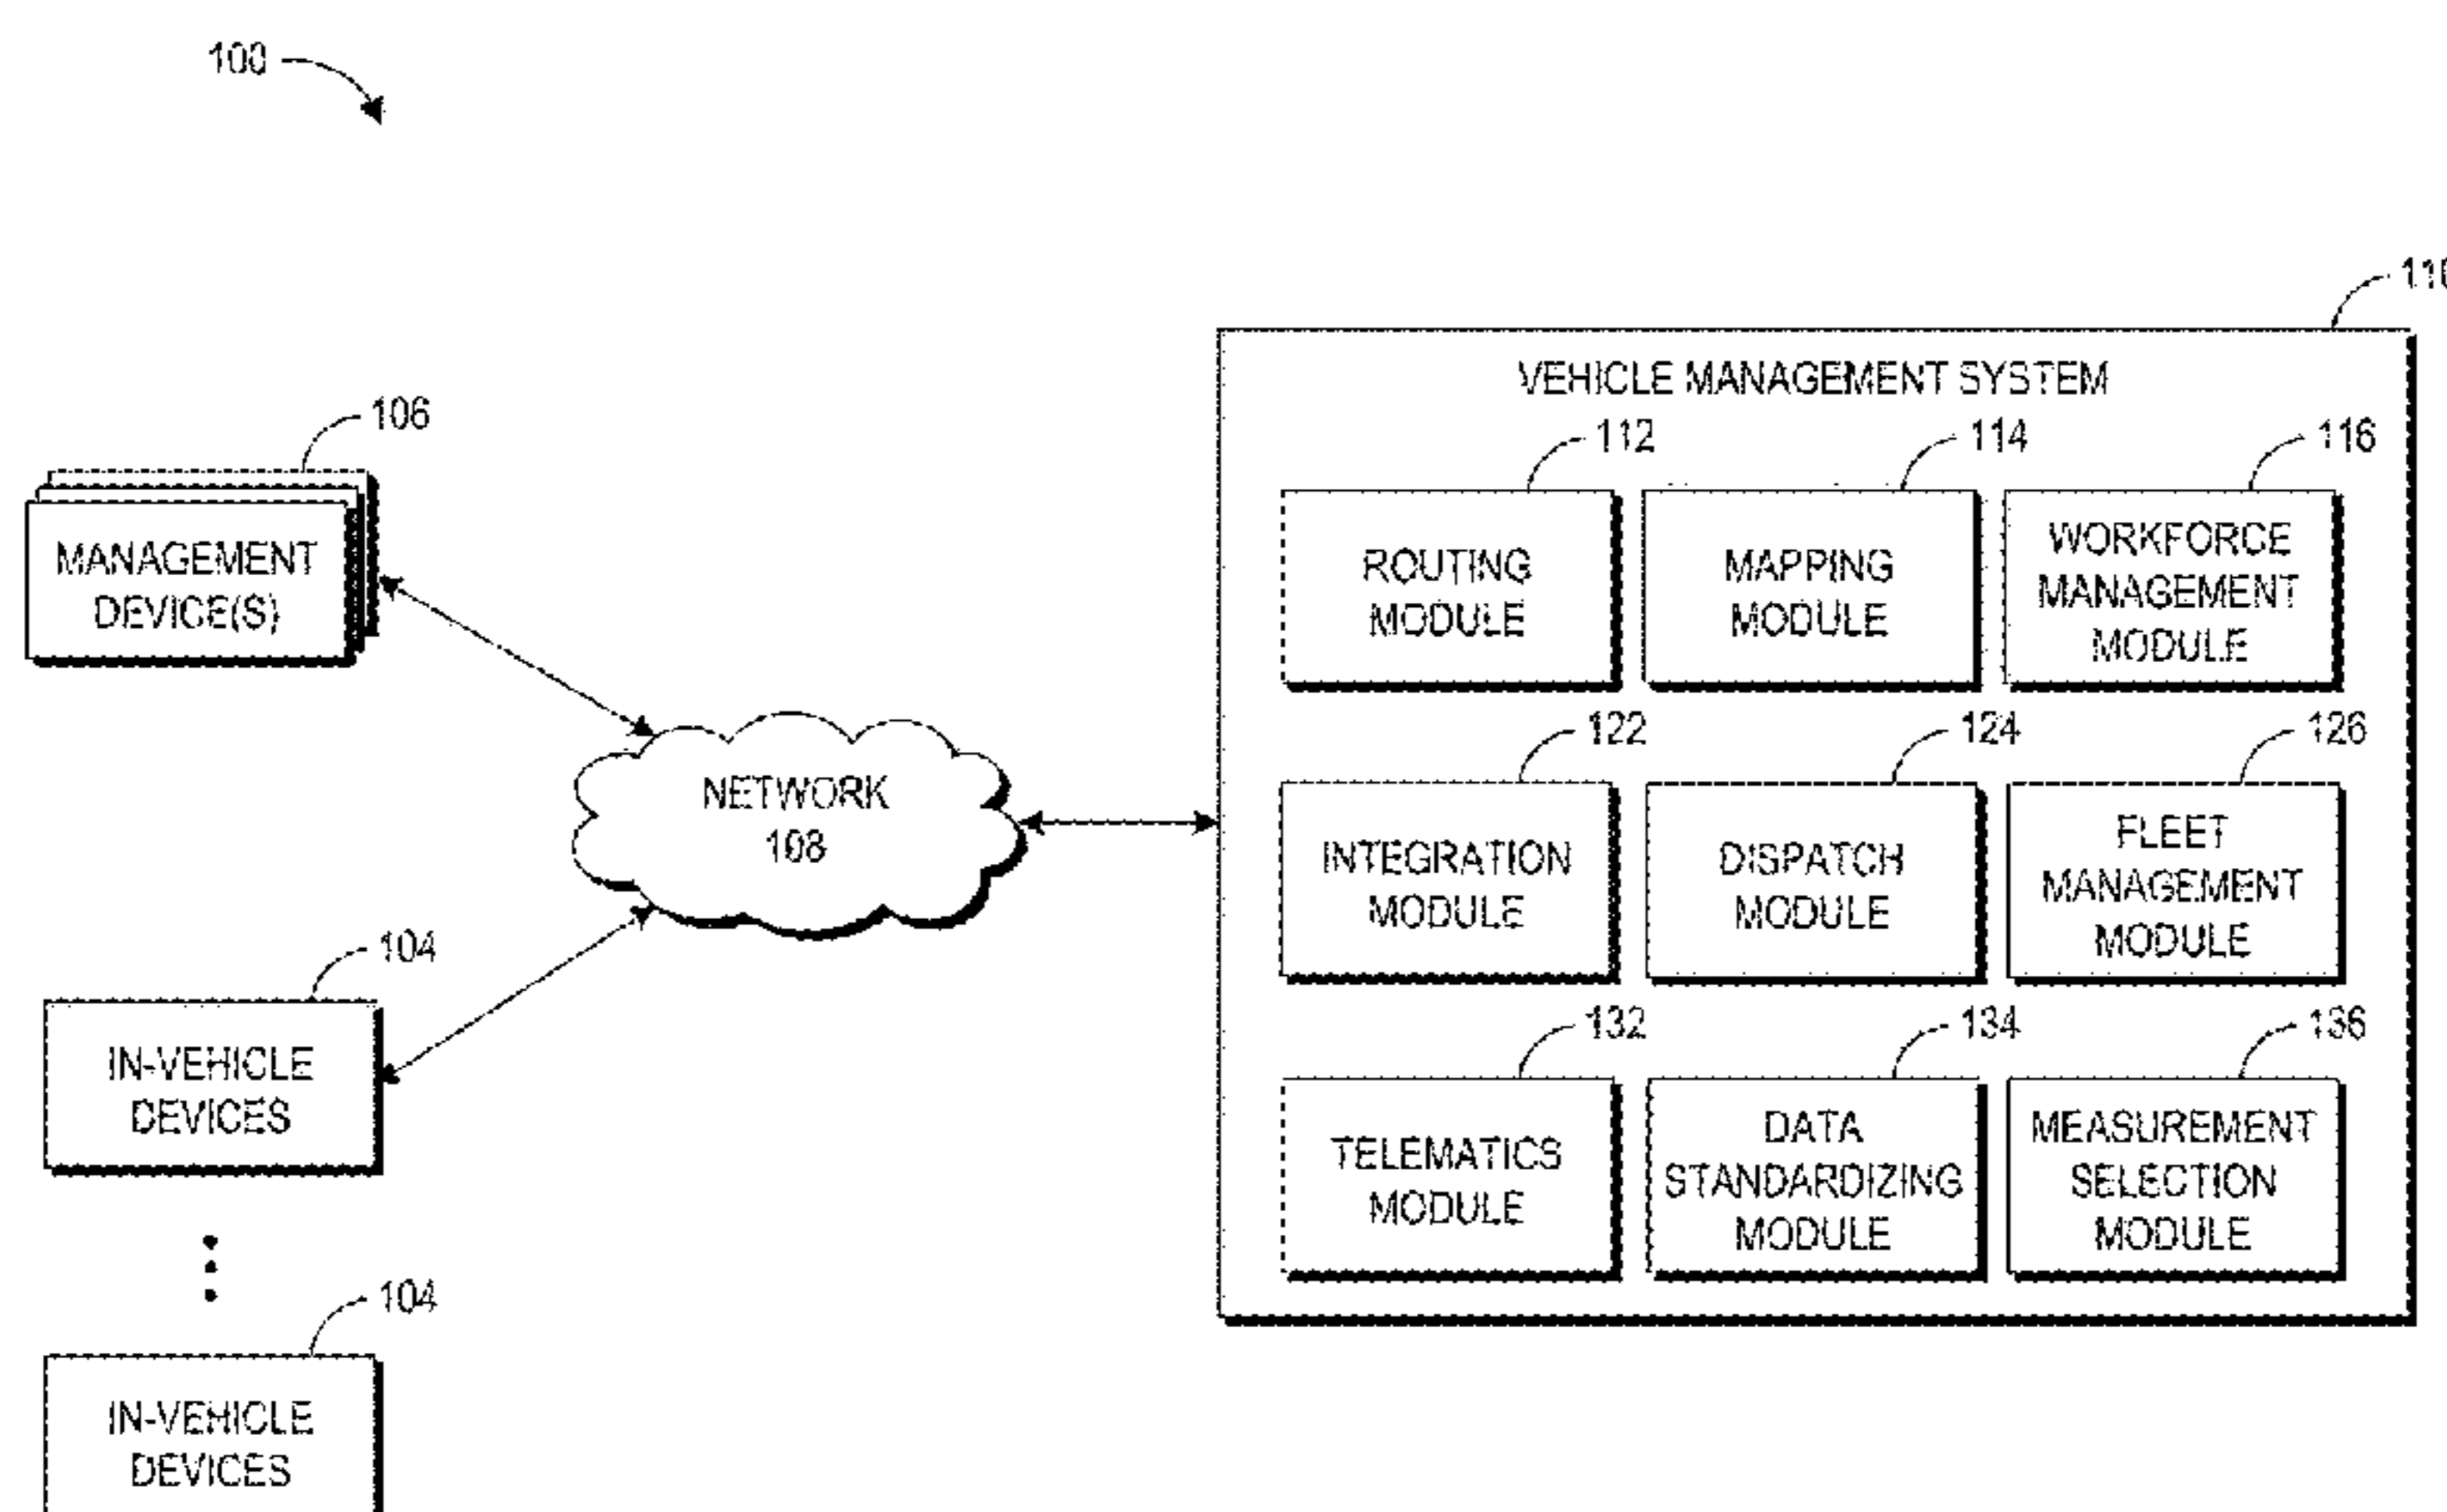 100
110
VEHICLE MANAGEMENT SYSTEM
106
112
114
116
MANAGEMENT
DEVICE(S)
ROUTING
MODULE
MAPPING
MODULE
WORKFORCE
MANAGEMENT
MODULE
NETWORK
108
122
124
126
INTEGRATION
MODULE
DISPATCH
MODULE
FLEET
MANAGEMENT
MODULE
104
IN-VEHICLE
DEVICES
132
134
136
TELEMATICS
MODULE
DATA
STANDARDIZING
MODULE
MEASUREMENT
SELECTION
MODULE
104
IN-VEHICLE
DEVICES